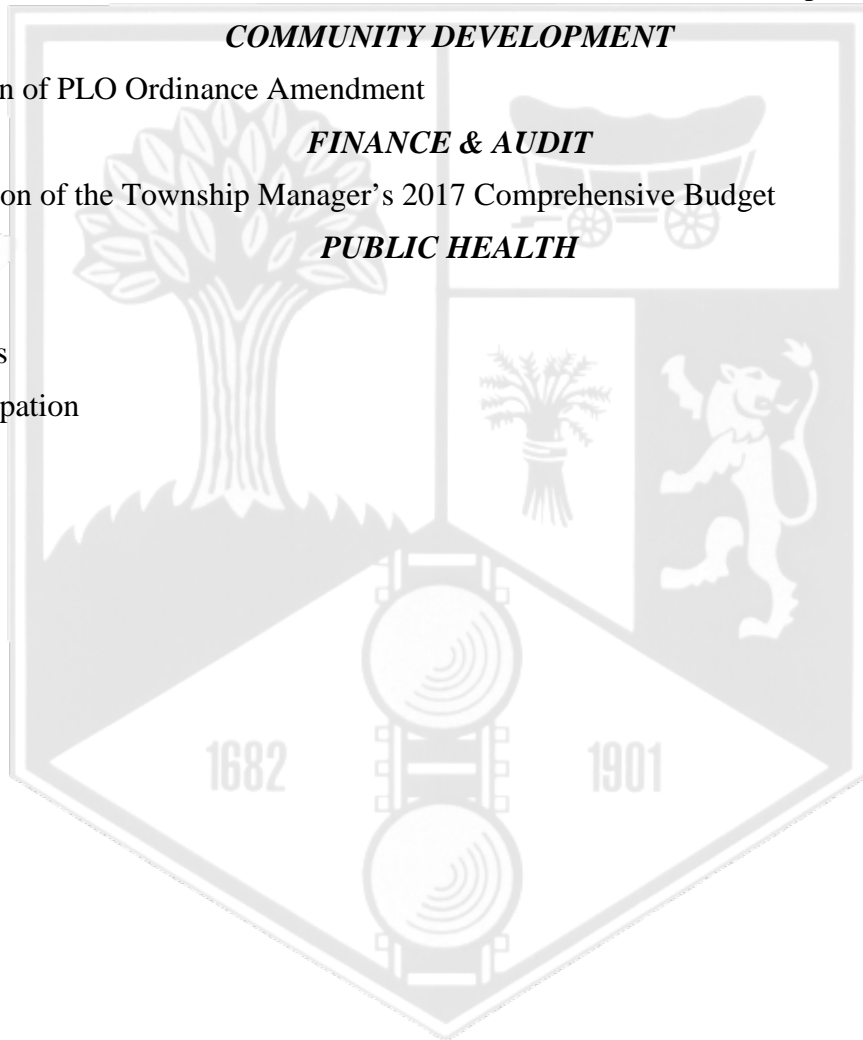 COMMUNITY DEVELOPMENT
n of PLO Ordinance Amendment
FINANCE & AUDIT
on of the Township Manager’s 2017 Comprehensive Budget
PUBLIC HEALTH
s
pation
1682 1901